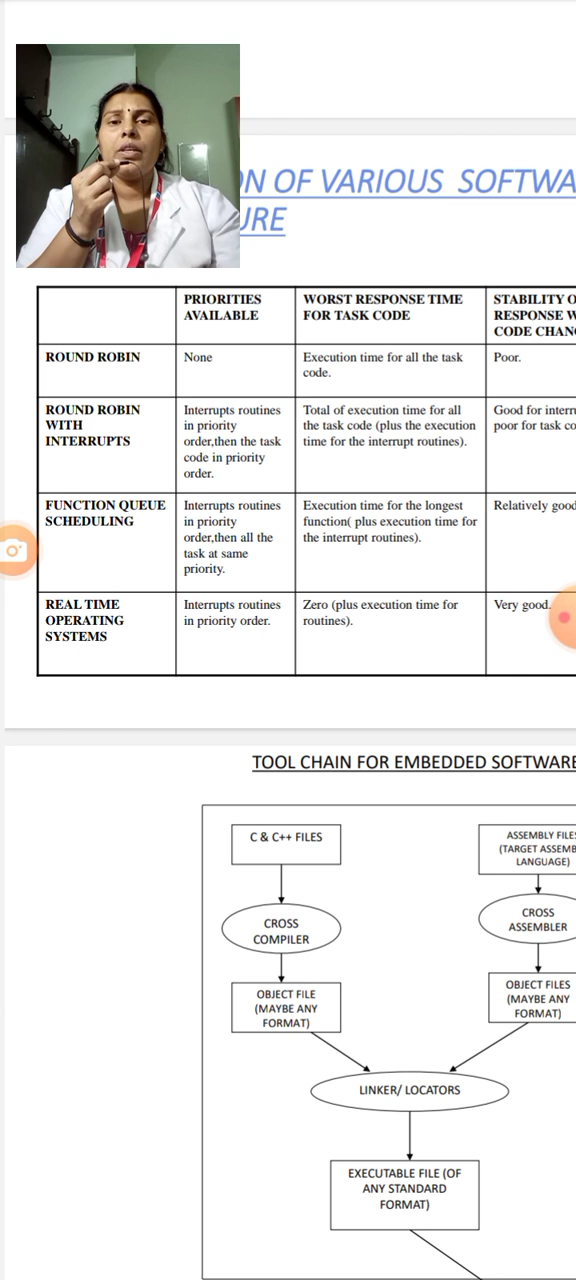 ON OF VARIOUS SOFTWA
URE
PRIORITIES
AVAILABLE
WORST RESPONSE TIME
FOR TASK CODE
STABILITY O
RESPONSE W
CODE CHAN
ROUND ROBIN
None
Execution time for all the task
code.
Poor.
ROUND ROBIN
WITH
INTERRUPTS
Interrupts routines
in priority
order,then the task
code in priority
order.
Total of execution time for all
the task code (plus the execution
time for the interrupt routines).
Good for interr
poor for task co
FUNCTION QUEUE
SCHEDULING
Interrupts routines
in priority
order,then all the
task at same
priority.
Execution time for the longest
function( plus execution time for
the interrupt routines).
Relatively good
REAL TIME
OPERATING
SYSTEMS
Interrupts routines
in priority order.
Zero (plus execution time for
routines).
Very good.
TOOL CHAIN FOR EMBEDDED SOFTWARE
C & C++ FILES
ASSEMBLY FILES
(TARGET ASSEMB
LANGUAGE)
CROSS
COMPILER
CROSS
ASSEMBLER
OBJECT FILE
(MAYBE ANY
FORMAT)
OBJECT FILES
(MAYBE ANY
FORMAT)
LINKER/ LOCATORS
EXECUTABLE FILE (OF
ANY STANDARD
FORMAT)